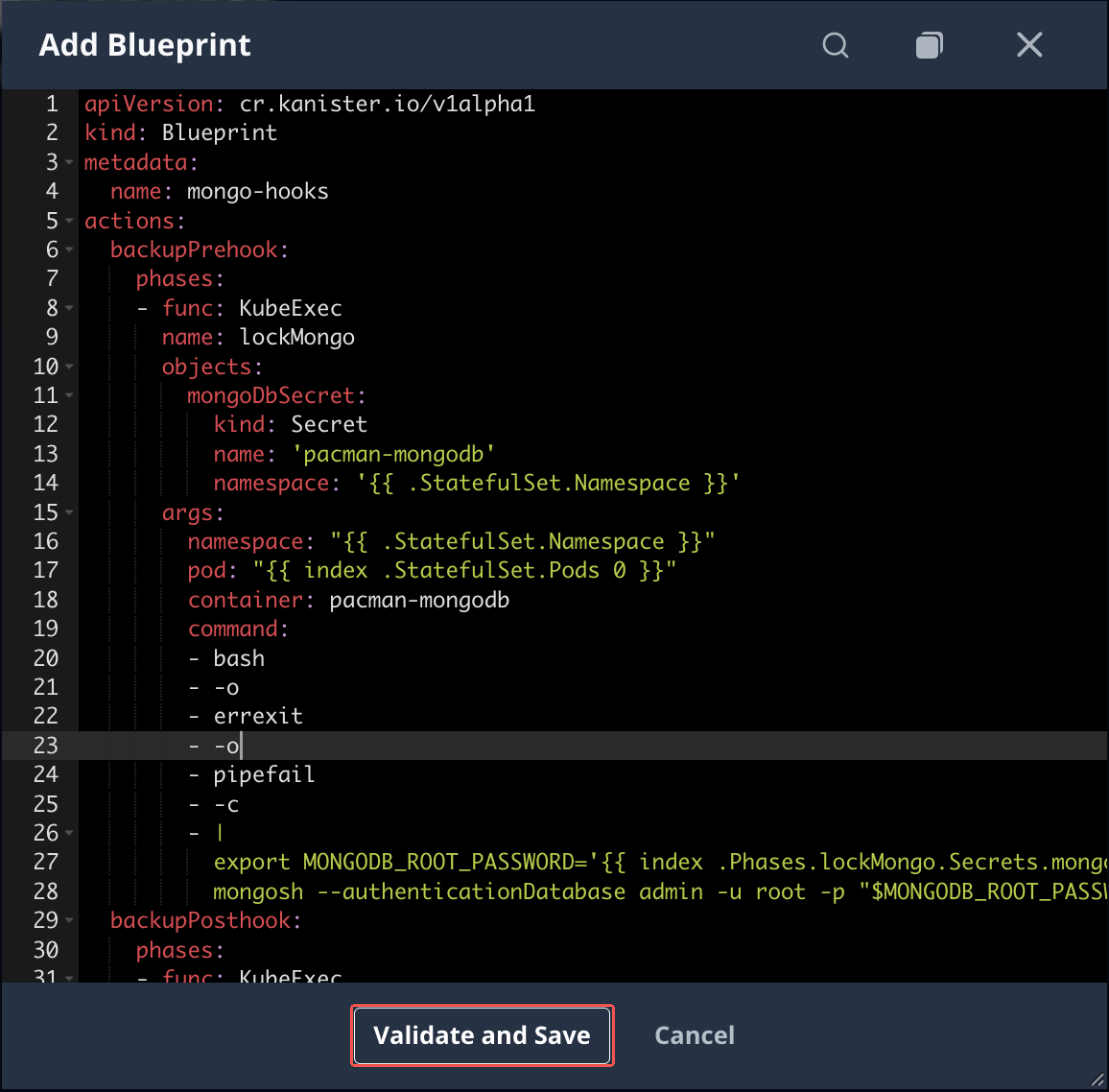 Add Blueprint
1 apiVersion: cr.kanister.io/v1alpha1
2 kind: Blueprint
3 metadata:
4   name: mongo-hooks
5 actions:
6   backupPrehook:
7     phases:
8     - func: KubeExec
9       name: lockMongo
10       objects:
11         mongoDbSecret:
12           kind: Secret
13           name: 'pacman-mongodb'
14           namespace: '{{ .StatefulSet.Namespace }}'
15       args:
16         namespace: "{{ .StatefulSet.Namespace }}"
17         pod: "{{ index .StatefulSet.Pods 0 }}"
18         container: pacman-mongodb
19         command:
20         - bash
21         - -o
22         - errexit
23         - -o
24         - pipefail
25         - -c
26         - |
27           export MONGODB_ROOT_PASSWORD='{{ index .Phases.lockMongo.Secrets.mong
28           mongosh --authenticationDatabase admin -u root -p "$MONGODB_ROOT_PASS
29   backupPosthook:
30     phases:
31     - func: KubeExec
Validate and Save
Cancel